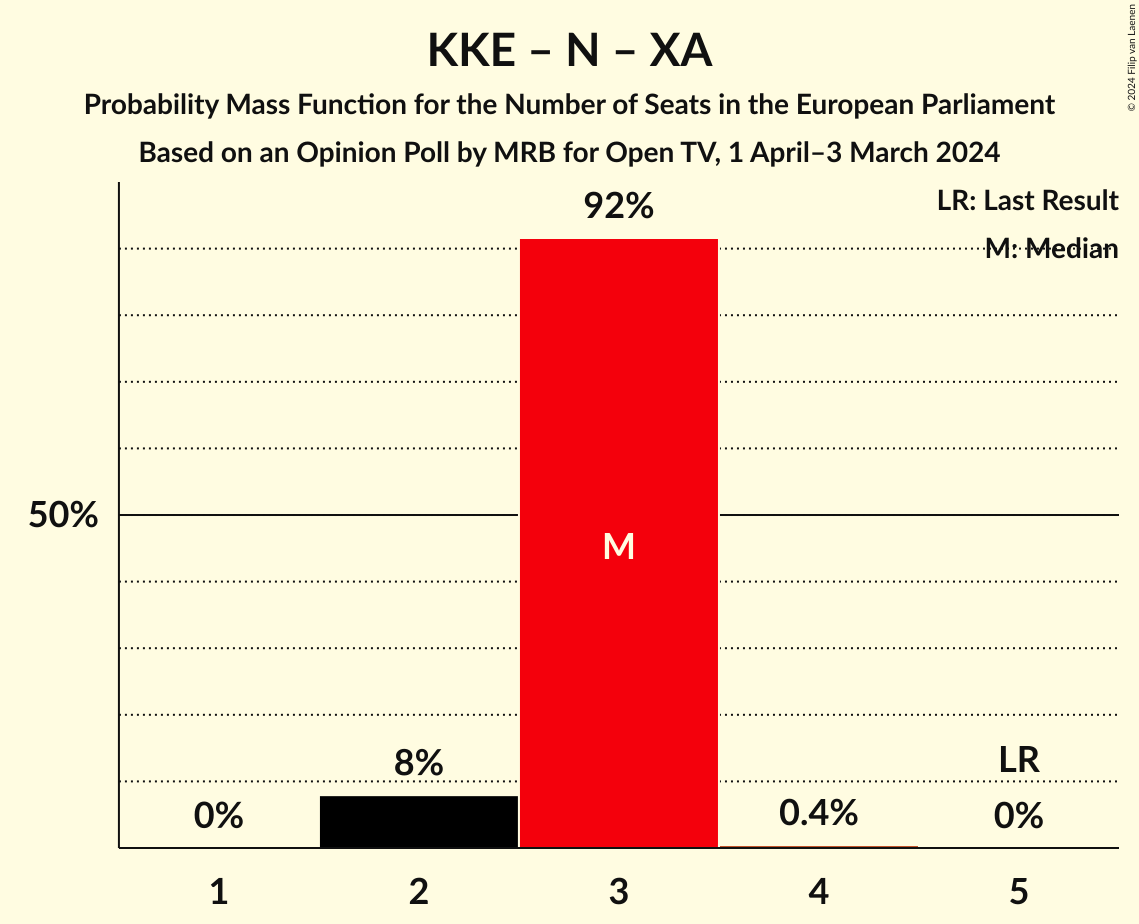 KKE – N – XA
Probability Mass Function for the Number of Seats in the European Parliament
Based on an Opinion Poll by MRB for Open TV, 1 April–3 March 2024
© 2024 Filip van Laenen
LR: Last Result
M: Median
92%
50%
M
8%
LR
0%
0.4%
0%
1
2
3
4
5